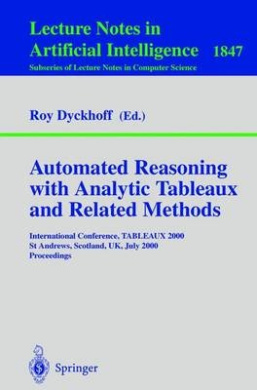 Lecture Notes in
Artificial Intelligence 1847
Subseries of Lecture Notes in Computer Science
Roy Dyckhoff (Ed.)
Automated Reasoning
with Analytic Tableaux
and Related Methods
International Conference, TABLEAUX 2000
St Andrews, Scotland, UK, July 2000
Proceedings
Springer